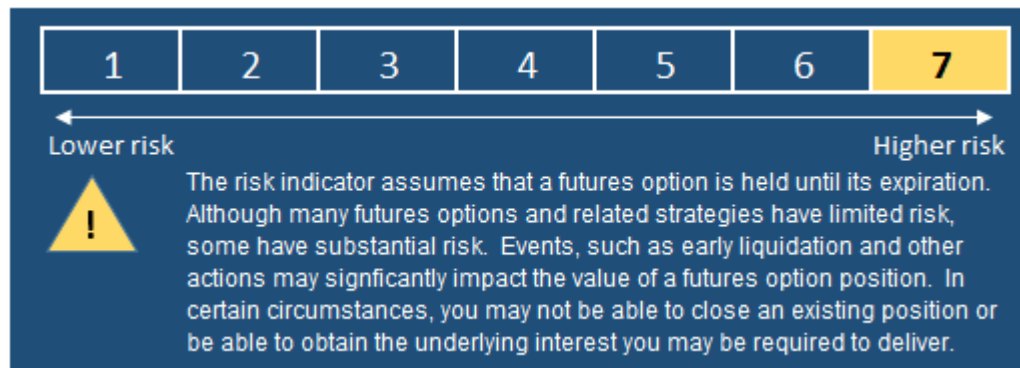 1 2 3 4 5 6 7
Lower risk Higher risk
! The risk indicator assumes that a futures option is held until its expiration.
Although many futures options and related strategies have limited risk,
some have substantial risk. Events, such as early liquidation and other
actions may signficantly impact the value of a futures option position. In
certain circumstances, you may not be able to close an existing position or
be able to obtain the underlying interest you may be required to deliver.